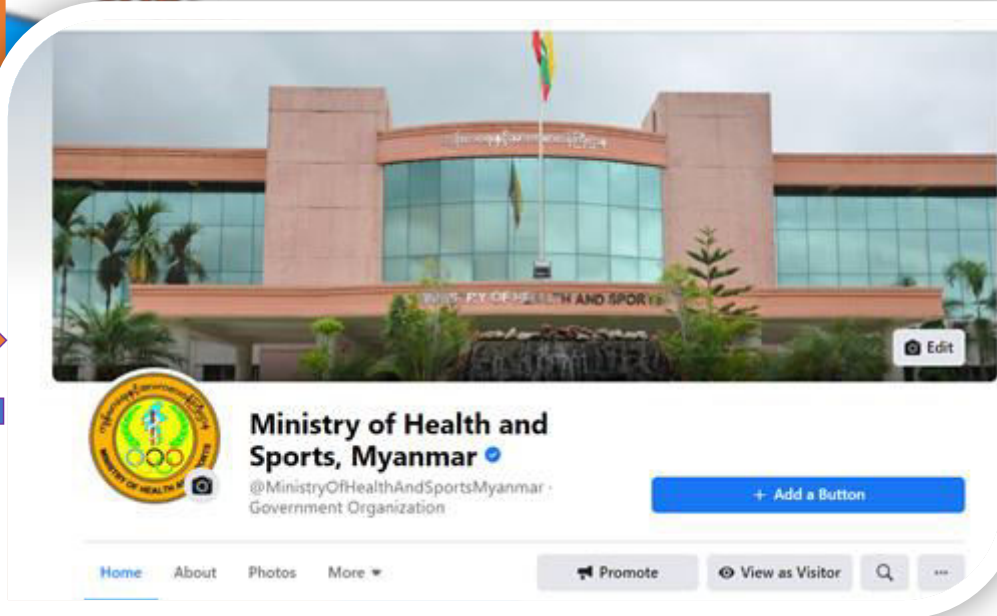 MINISTRY OF HEALTH AND SPORTS
Edit
Ministry of Health and
Sports, Myanmar
@MinistryOfHealthAndSportsMyanmar ·
Government Organization
+ Add a Button
Home
About
Photos
More
Promote
View as Visitor
...